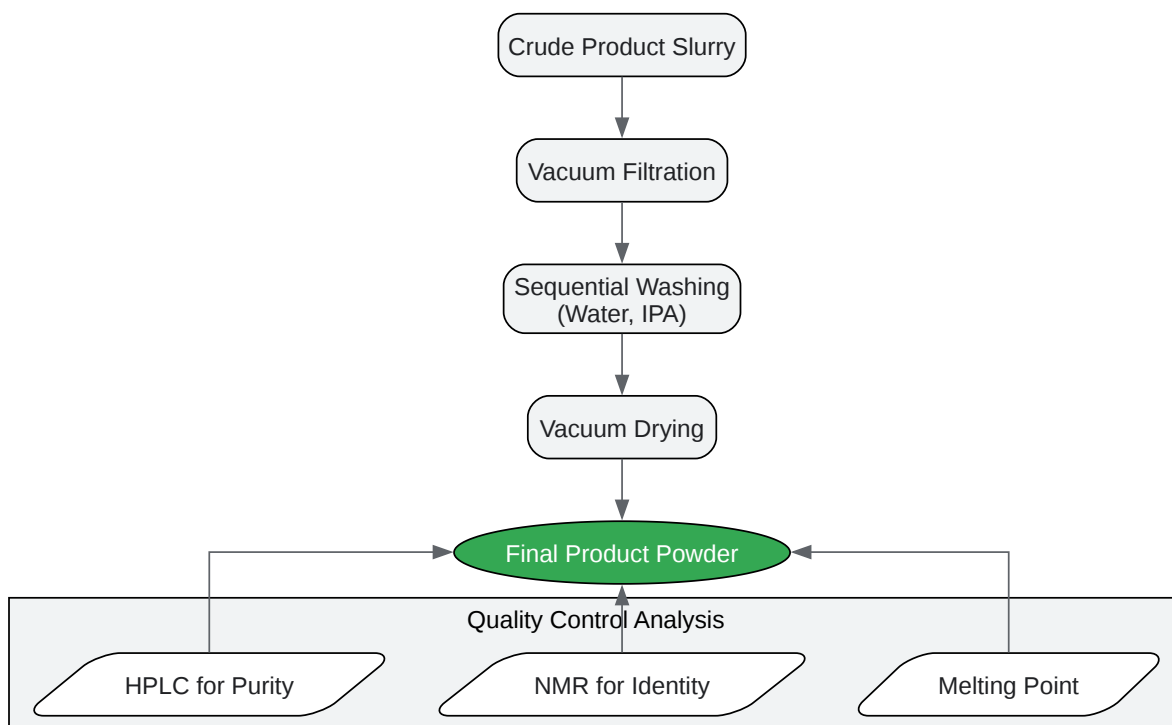 Crude Product Slurry
Vacuum Filtration
Sequential Washing
(Water, IPA)
Vacuum Drying
Final Product Powder
Quality Control Analysis
HPLC for Purity
NMR for Identity
Melting Point